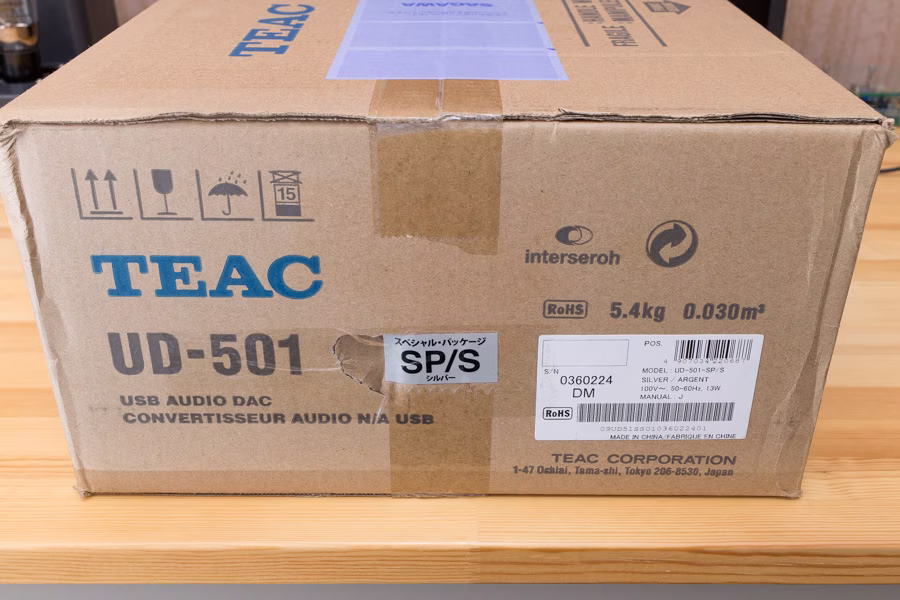 TEAC
SAGAWA
FRAGILE
15
TEAC
UD-501
USB AUDIO DAC
CONVERTISSEUR AUDIO N/A USB
スペシャル・パッケージ
SP/S
シルバー
interseroh
RoHS 5.4kg 0.030m³
POS.
S/N
0360224
DM
MODEL : UD-501-SP/S
SILVER / ARGENT
100V～ 50-60Hz, 13W
MANUAL : J
RoHS
MADE IN CHINA/FABRIQUE EN CHINE
TEAC CORPORATION
1-47 Ochiai, Tama-shi, Tokyo 206-8530, Japan